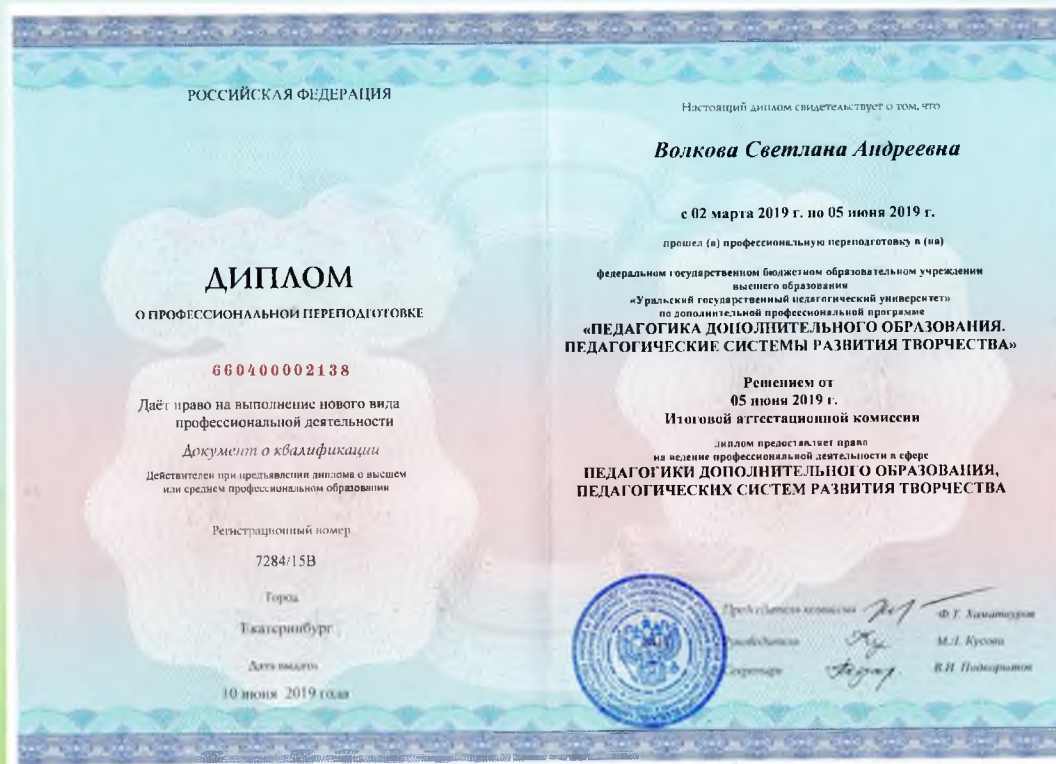 РОССИЙСКАЯ ФЕДЕРАЦИЯ
ДИПЛОМ
О ПРОФЕССИОНАЛЬНОЙ ПЕРЕПОДГОТОВКЕ
660400002138
Даёт право на выполнение нового вида
профессиональной деятельности
Документ о квалификации
Действителен при предъявлении диплома о высшем
или среднем профессиональном образовании
Регистрационный номер
7284/15В
Город
Екатеринбург
Дата выдачи
10 июня 2019 года
Настоящий диплом свидетельствует о том, что
Волкова Светлана Андреевна
с 02 марта 2019 г. по 05 июня 2019 г.
прошел (а) профессиональную переподготовку в (на)
федеральном государственном бюджетном образовательном учреждении
высшего образования
«Уральский государственный педагогический университет»
по дополнительной профессиональной программе
«ПЕДАГОГИКА ДОПОЛНИТЕЛЬНОГО ОБРАЗОВАНИЯ.
ПЕДАГОГИЧЕСКИЕ СИСТЕМЫ РАЗВИТИЯ ТВОРЧЕСТВА»
Решением от
05 июня 2019 г.
Итоговой аттестационной комиссии
диплом предоставляет право
на ведение профессиональной деятельности в сфере
ПЕДАГОГИКИ ДОПОЛНИТЕЛЬНОГО ОБРАЗОВАНИЯ,
ПЕДАГОГИЧЕСКИХ СИСТЕМ РАЗВИТИЯ ТВОРЧЕСТВА
Председатель комиссии Ф.Т. Хаматнуров
Руководитель М.Л. Кусова
Секретарь В.И. Подкорытов